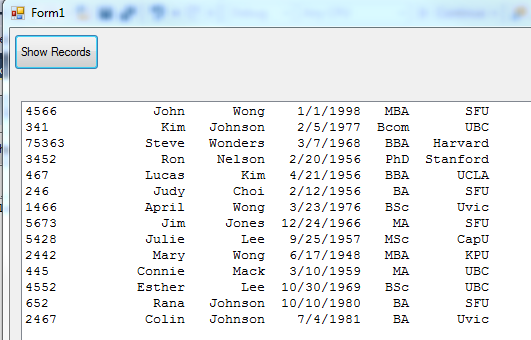 Form1
Show Records
4566 John Wong 1/1/1998 MBA SFU
341 Kim Johnson 2/5/1977 Bcom UBC
75363 Steve Wonders 3/7/1968 BBA Harvard
3452 Ron Nelson 2/20/1956 PhD Stanford
467 Lucas Kim 4/21/1956 BBA UCLA
246 Judy Choi 2/12/1956 BA SFU
1466 April Wong 3/23/1976 BSc Uvic
5673 Jim Jones 12/24/1966 MA SFU
5428 Julie Lee 9/25/1957 MSc CapU
2442 Mary Wong 6/17/1948 MBA KPU
445 Connie Mack 3/10/1959 MA UBC
4552 Esther Lee 10/30/1969 BSc UBC
652 Rana Johnson 10/10/1980 BA SFU
2467 Colin Johnson 7/4/1981 BA Uvic